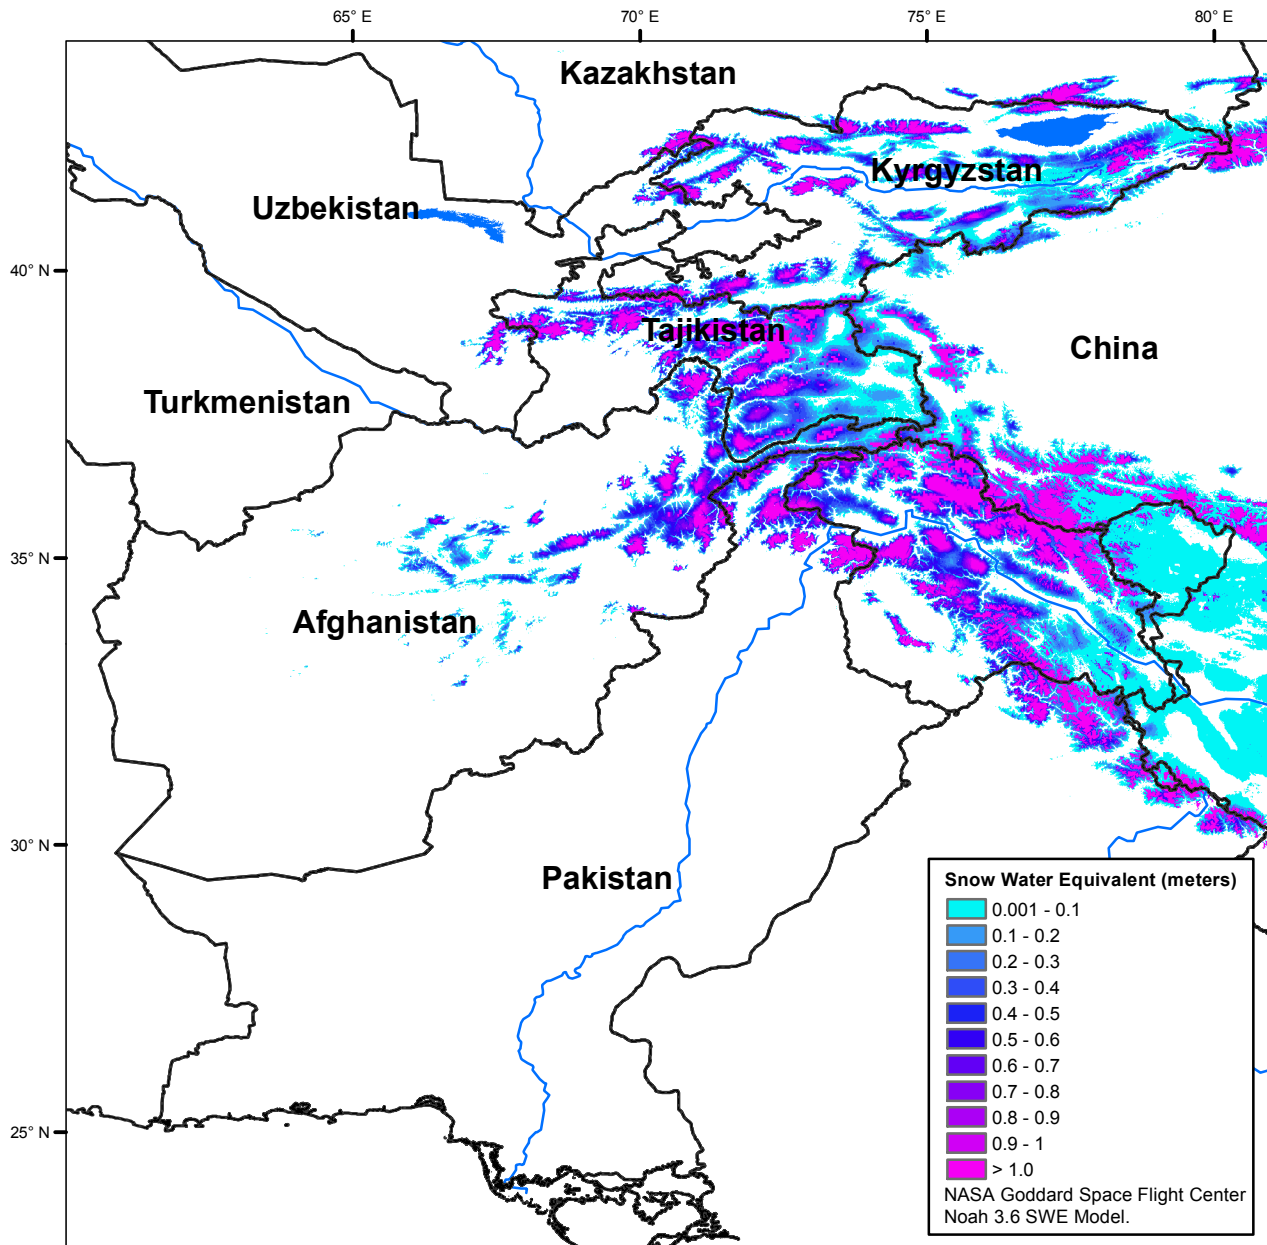 65° E
70° E
75° E
80° E
Kazakhstan
Kyrgyzstan
Uzbekistan
40° N
Tajikistan
China
Turkmenistan
35° N
Afghanistan
30° N
Pakistan
25° N
Snow Water Equivalent (meters)
0.001 - 0.1
0.1 - 0.2
0.2 - 0.3
0.3 - 0.4
0.4 - 0.5
0.5 - 0.6
0.6 - 0.7
0.7 - 0.8
0.8 - 0.9
0.9 - 1
> 1.0
NASA Goddard Space Flight Center
Noah 3.6 SWE Model.